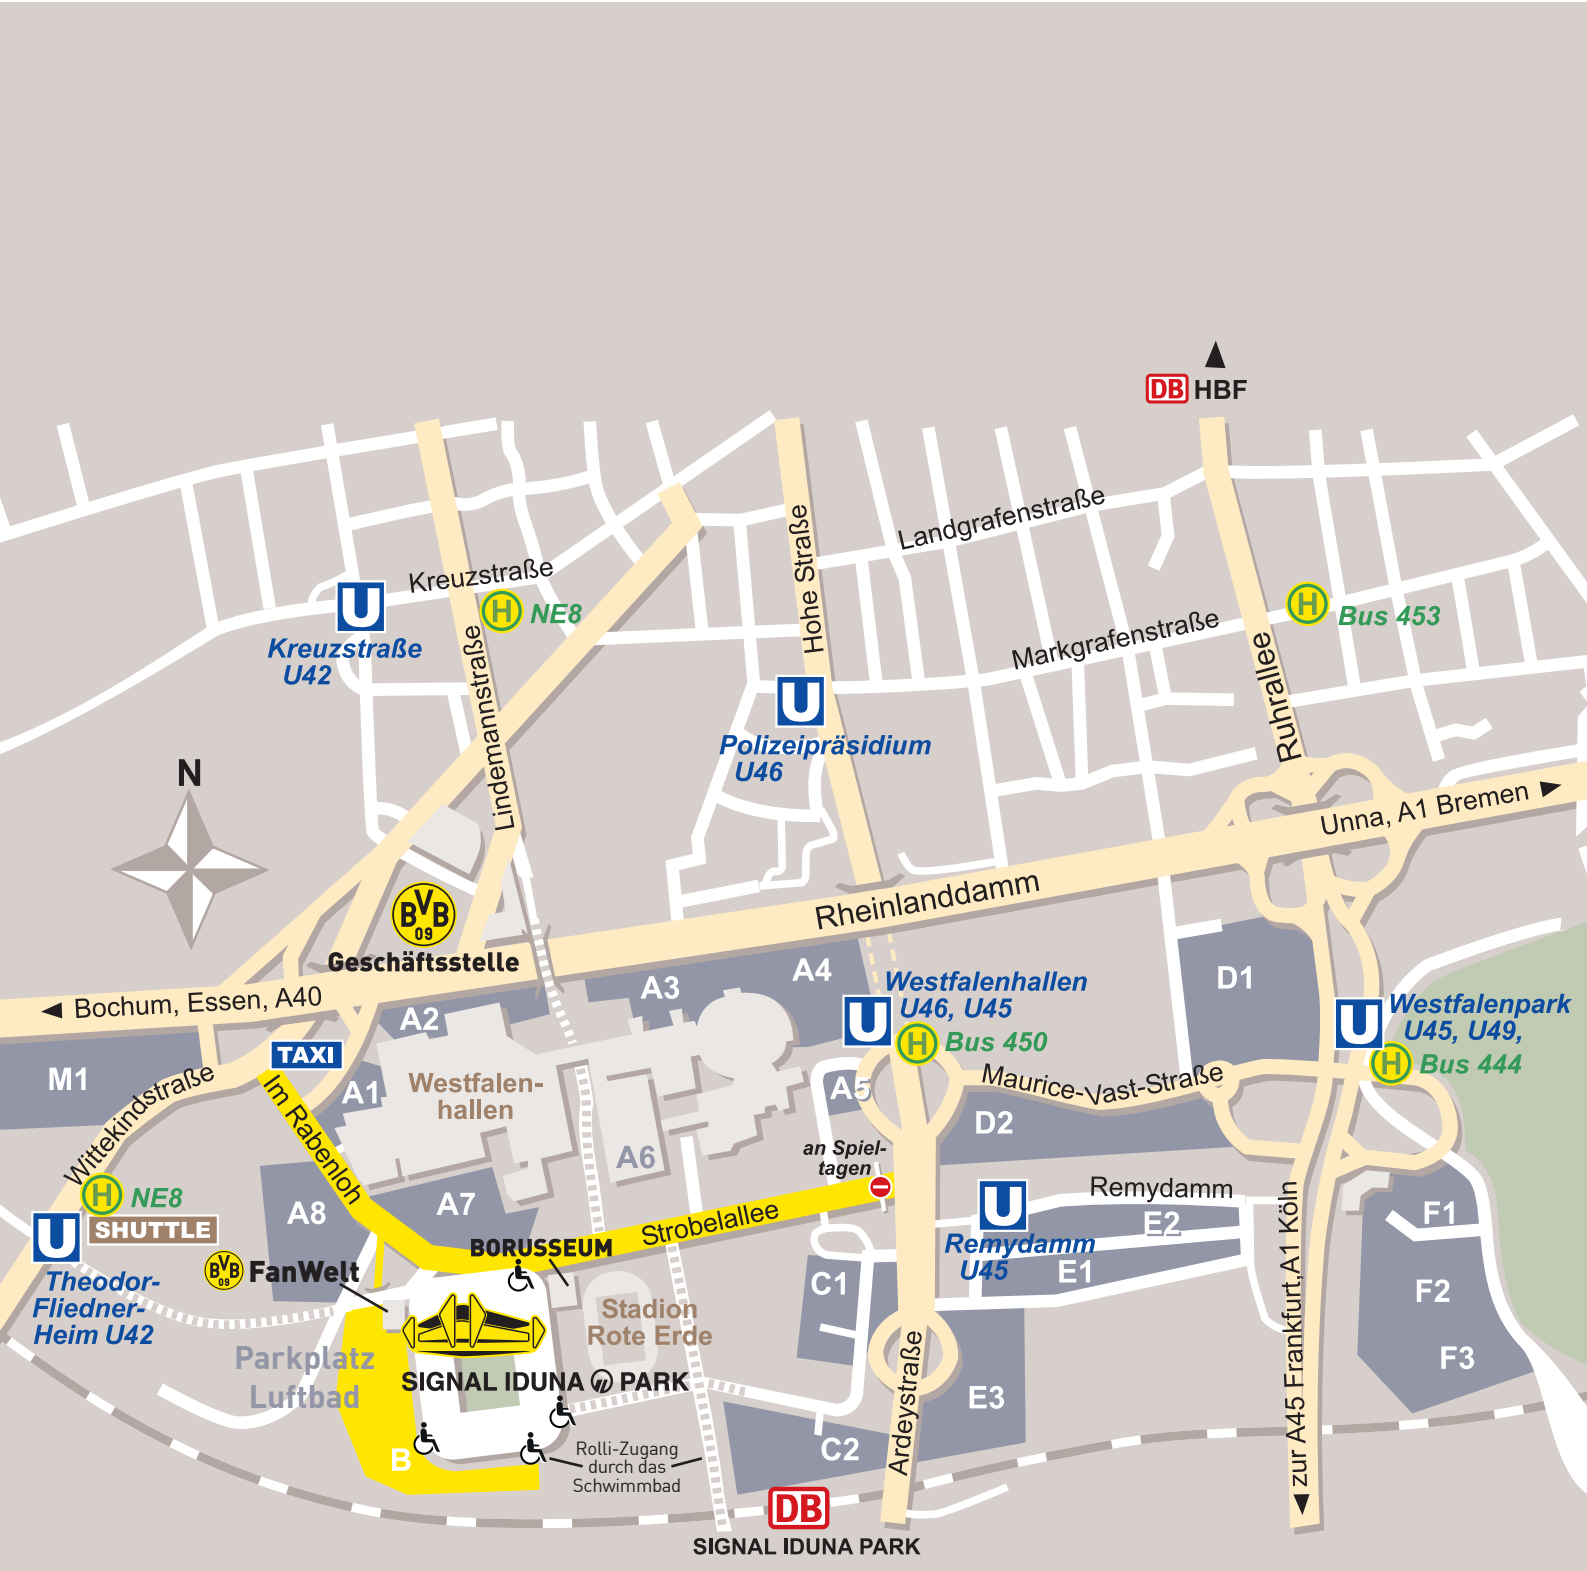 DB HBF
Landgrafenstraße
Hohe Straße
Kreuzstraße
U
H NE8
Kreuzstraße
U42
H Bus 453
Markgrafenstraße
Ruhrallee
Lindemannstraße
U
Polizeipräsidium
U46
N
Unna, A1 Bremen
BVB
09
Geschäftsstelle
Rheinlanddamm
Bochum, Essen, A40
A2
A3
A4
D1
U
Westfalenhallen
U46, U45
H Bus 450
U
Westfalenpark
U45, U49,
H Bus 444
TAXI
M1
Wittekindstraße
A1
Westfalen-
hallen
A5
Maurice-Vast-Straße
Im Rabenloh
D2
A6
an Spiel-
tagen
H NE8
SHUTTLE
U
Theodor-
Fliedner-
Heim U42
A8
A7
Strobelallee
U
Remydamm
U45
Remydamm
E2
E1
F1
F2
F3
BVB
09
FanWelt
BORUSSEUM
C1
Stadion
Rote Erde
Parkplatz
Luftbad
SIGNAL IDUNA PARK
Ardeystraße
E3
zur A45 Frankfurt,A1 Köln
B
Rolli-Zugang
durch das
Schwimmbad
C2
DB
SIGNAL IDUNA PARK